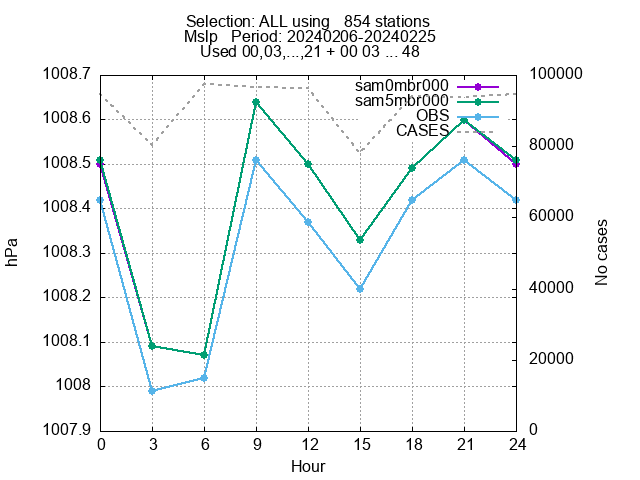 Selection: ALL using   854 stations
Mslp   Period: 20240206-20240225
Used 00,03,...,21 + 00 03 ... 48
1008.7
1008.6
1008.5
1008.4
1008.3
1008.2
1008.1
1008
1007.9
hPa
sam0mbr000
sam5mbr000
OBS
CASES
100000
80000
60000
40000
20000
0
No cases
0 3 6 9 12 15 18 21 24
Hour